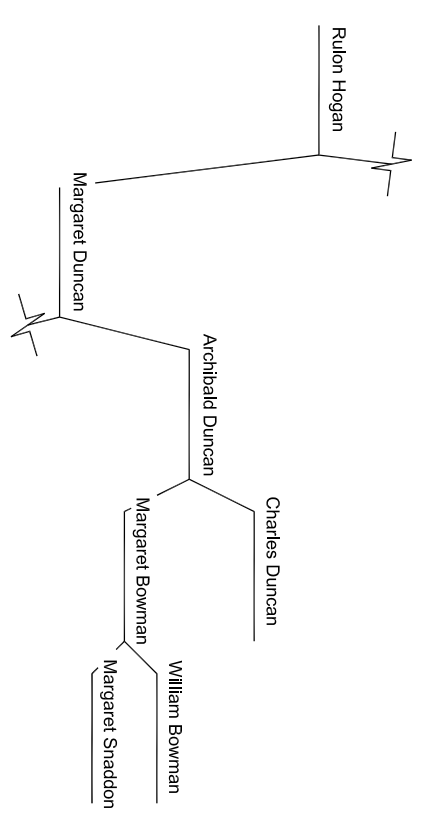 Rulon Hogan
Margaret Duncan
Archibald Duncan
Charles Duncan
Margaret Bowman
William Bowman
Margaret Snaddon